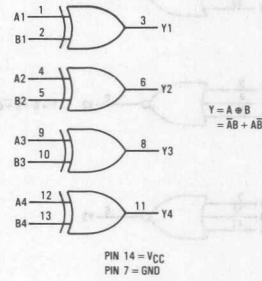 A1 1 3 Y1
B1 2
A2 4 6 Y2
B2 5
Y = A ⊕ B
= A̅B + AB̅
A3 9 8 Y3
B3 10
A4 12 11 Y4
B4 13
PIN 14 = VCC
PIN 7 = GND